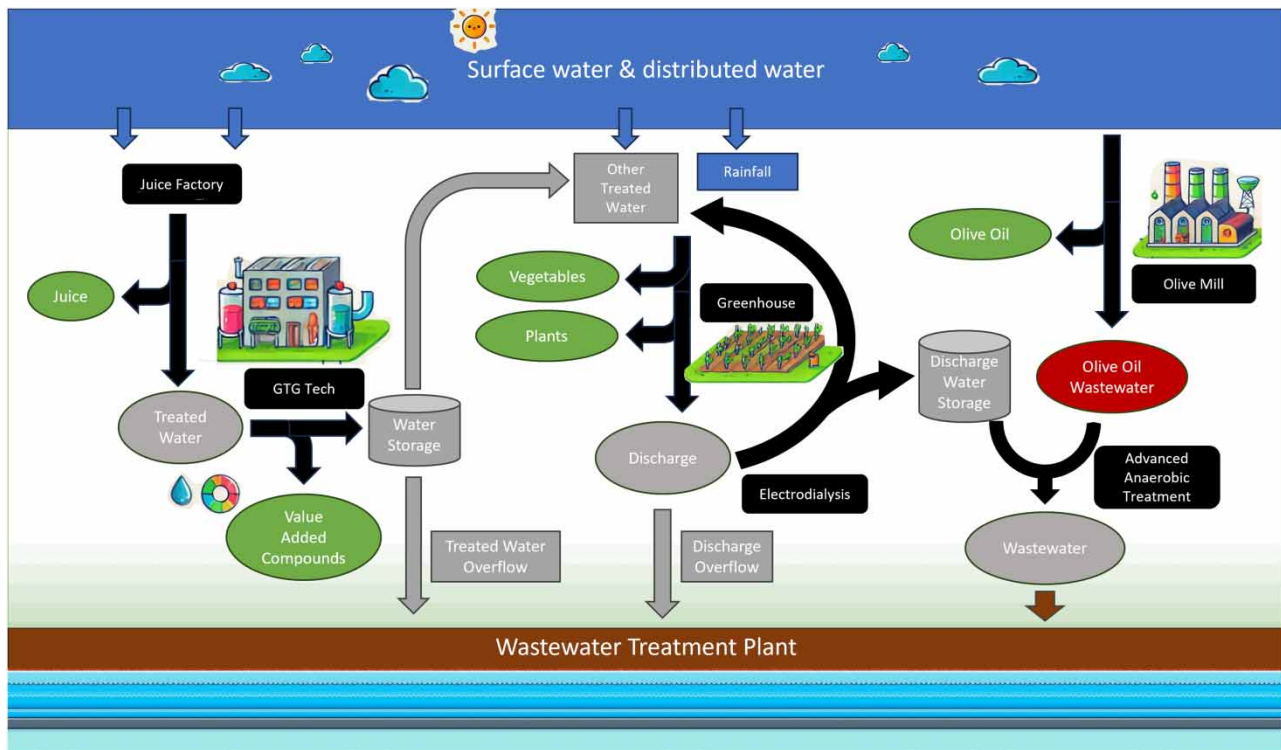 Surface water & distributed water
Juice Factory
Other
Treated
Water
Rainfall
Olive Oil
Olive Mill
Juice
Vegetables
Plants
Greenhouse
GTG Tech
Treated
Water
Water
Storage
Discharge
Water
Storage
Olive Oil
Wastewater
Discharge
Electrodialysis
Advanced
Anaerobic
Treatment
Value
Added
Compounds
Treated Water
Overflow
Discharge
Overflow
Wastewater
Wastewater Treatment Plant